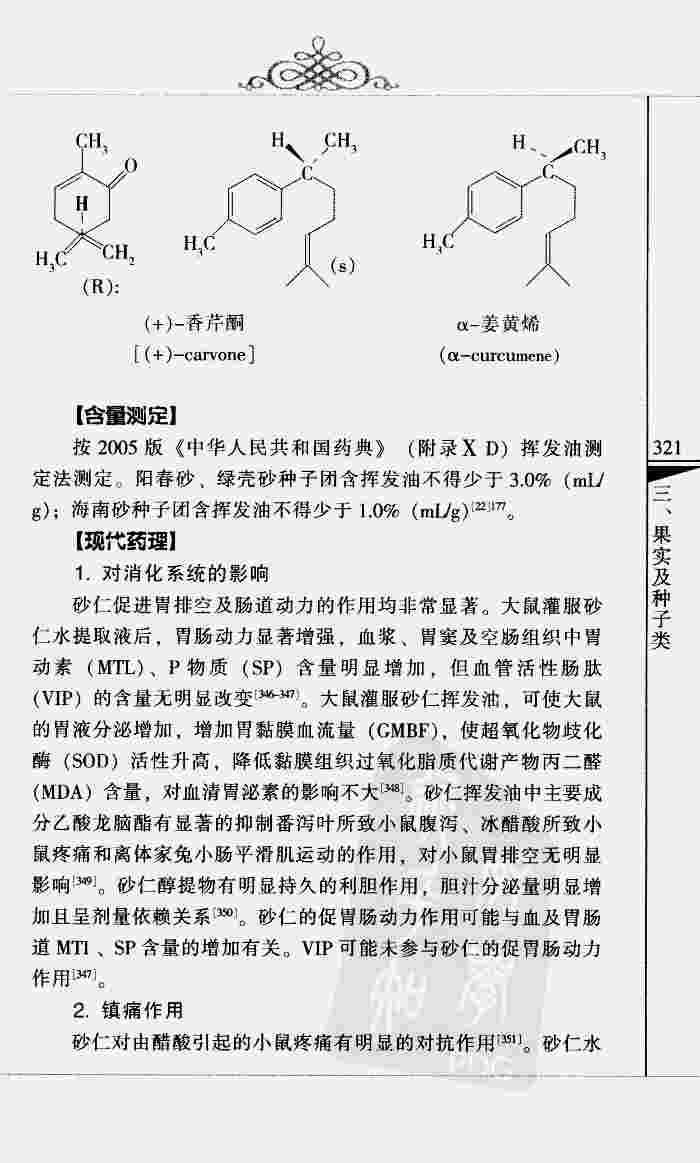 CH₃
O
H
H₃C
CH₂
(R):
H
CH₃
C
H₃C
(s)
H
CH₃
C
H₃C
(+)-香芹酮
[(+)-carvone]
α-姜黄烯
(α-curcumene)
【含量测定】
按 2005 版《中华人民共和国药典》（附录Ⅹ D）挥发油测
定法测定。阳春砂、绿壳砂种子团含挥发油不得少于 3.0%（mL/
g）；海南砂种子团含挥发油不得少于 1.0%（mL/g）[22]177。
【现代药理】
1. 对消化系统的影响
砂仁促进胃排空及肠道动力的作用均非常显著。大鼠灌服砂
仁水提取液后，胃肠动力显著增强，血浆、胃窦及空肠组织中胃
动素（MTL）、P 物质（SP）含量明显增加，但血管活性肠肽
（VIP）的含量无明显改变[346-347]。大鼠灌服砂仁挥发油，可使大鼠
的胃液分泌增加，增加胃黏膜血流量（GMBF），使超氧化物歧化
酶（SOD）活性升高，降低黏膜组织过氧化脂质代谢产物丙二醛
（MDA）含量，对血清胃泌素的影响不大[348]。砂仁挥发油中主要成
分乙酸龙脑酯有显著的抑制番泻叶所致小鼠腹泻、冰醋酸所致小
鼠疼痛和离体家兔小肠平滑肌运动的作用，对小鼠胃排空无明显
影响[349]。砂仁醇提物有明显持久的利胆作用，胆汁分泌量明显增
加且呈剂量依赖关系[350]。砂仁的促胃肠动力作用可能与血及胃肠
道 MTl 、SP 含量的增加有关。VIP 可能未参与砂仁的促胃肠动力
作用[347]。
2. 镇痛作用
砂仁对由醋酸引起的小鼠疼痛有明显的对抗作用[351]。砂仁水
321
三、果实及种子类